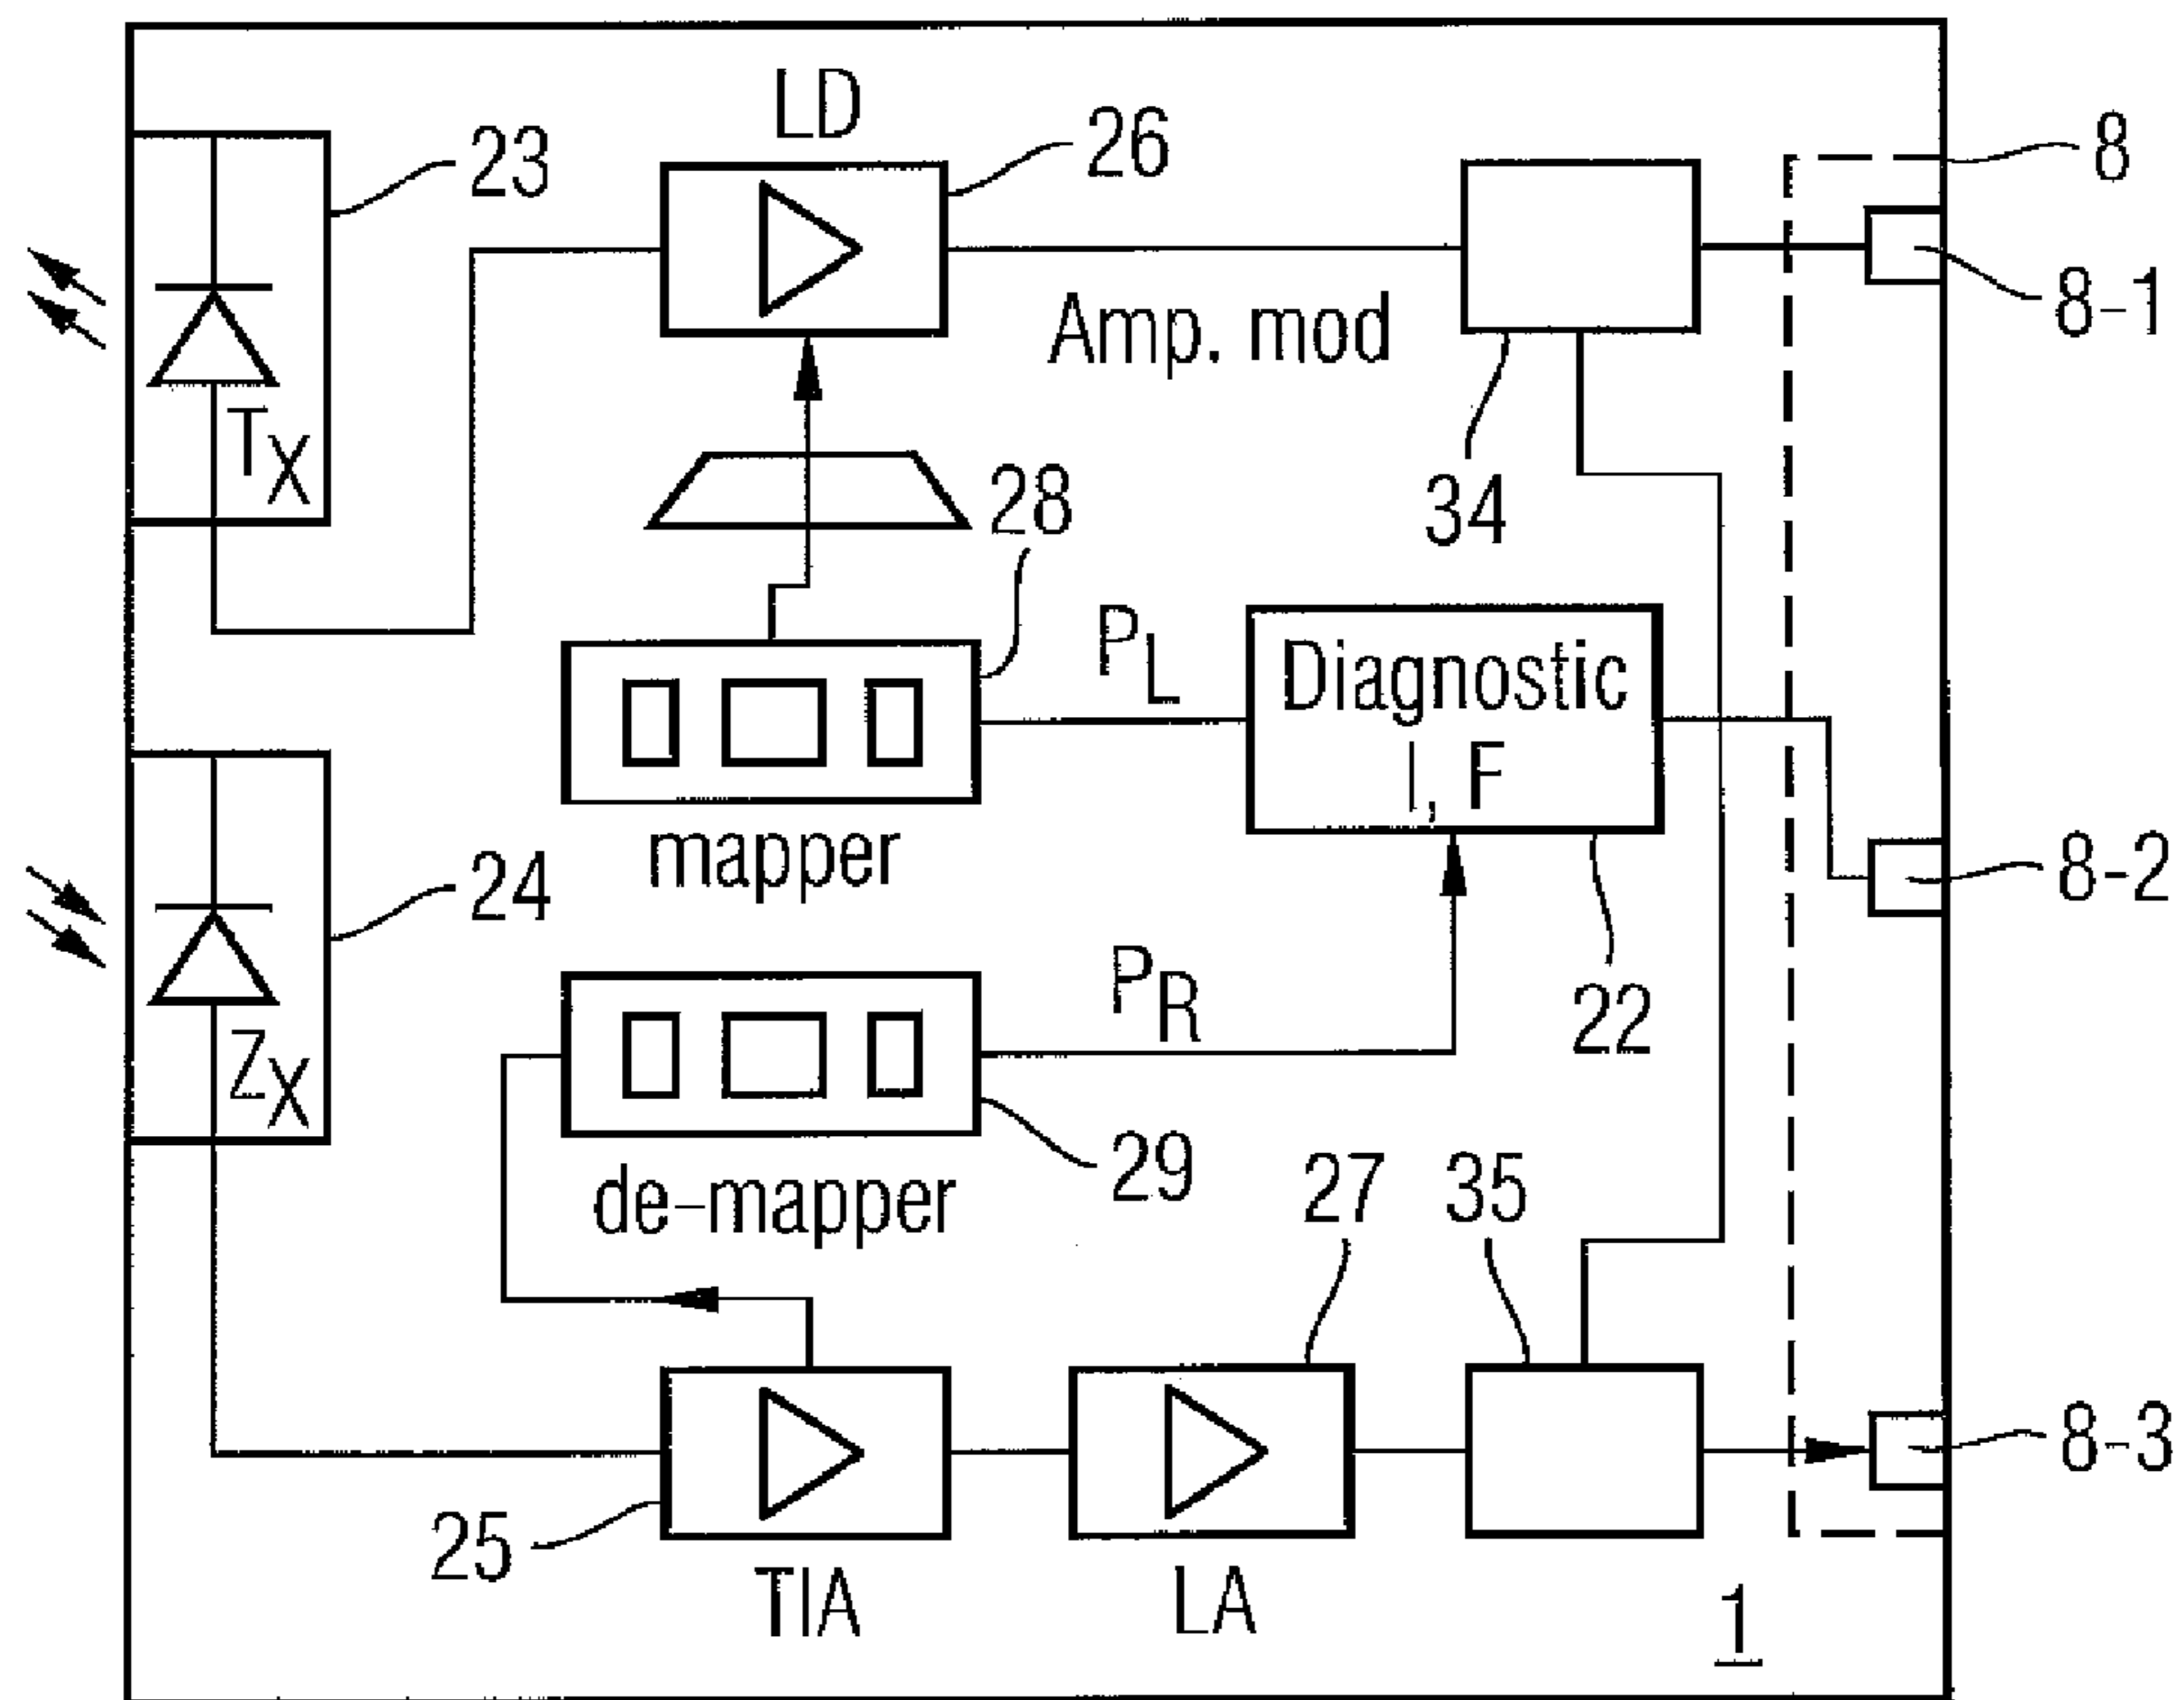 LD
23
26
8
8-1
Amp. mod
Tx
28
34
PL
Diagnostic
I, F
mapper
24
8-2
PR
22
Zx
29
27
35
de-mapper
8-3
25
TIA
LA
1